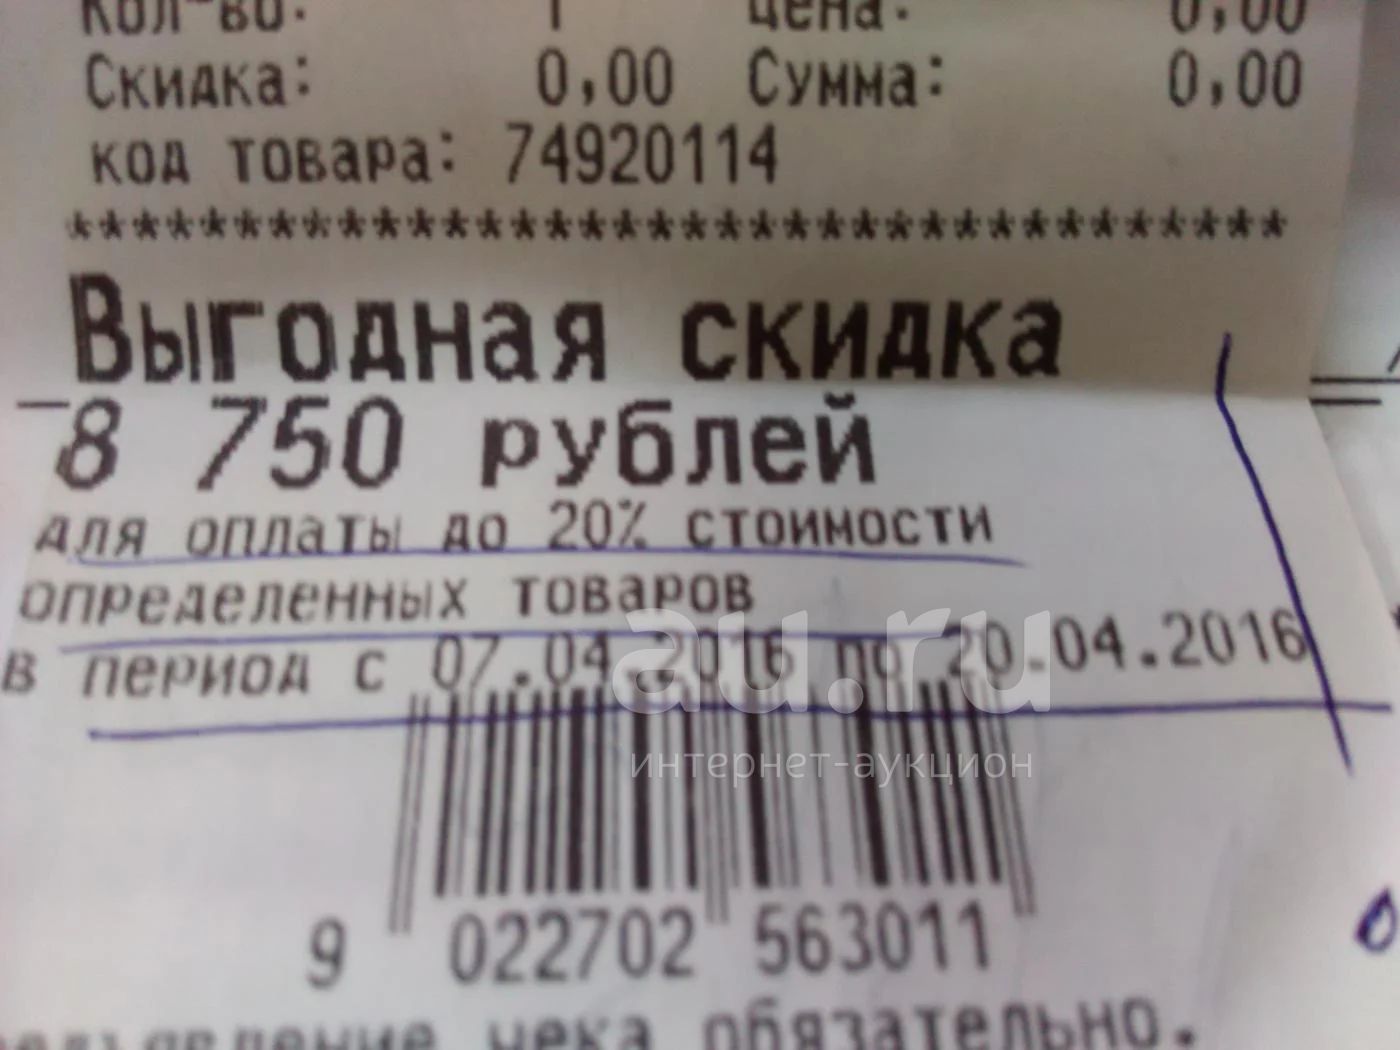 Кол-во: 1 цена: 0,00
Скидка: 0,00 Сумма: 0,00
код товара: 74920114
************************************
Выгодная скидка
8 750 рублей
для оплаты до 20% стоимости
определенных товаров
в период с 07.04.2016 по 20.04.2016
au.ru
интернет-аукцион
9 022702 563011
чека обязательно.